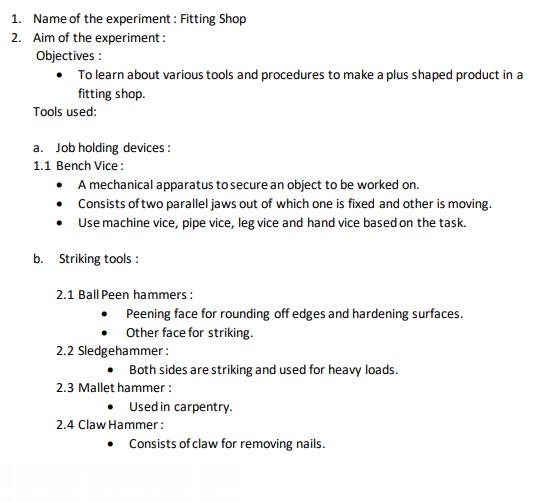 1. Name of the experiment : Fitting Shop
2. Aim of the experiment :
Objectives :
• To learn about various tools and procedures to make a plus shaped product in a
fitting shop.
Tools used:
a. Job holding devices :
1.1 Bench Vice :
• A mechanical apparatus to secure an object to be worked on.
• Consists of two parallel jaws out of which one is fixed and other is moving.
• Use machine vice, pipe vice, leg vice and hand vice based on the task.
b. Striking tools :
2.1 Ball Peen hammers :
• Peening face for rounding off edges and hardening surfaces.
• Other face for striking.
2.2 Sledgehammer :
• Both sides are striking and used for heavy loads.
2.3 Mallet hammer :
• Used in carpentry.
2.4 Claw Hammer :
• Consists of claw for removing nails.